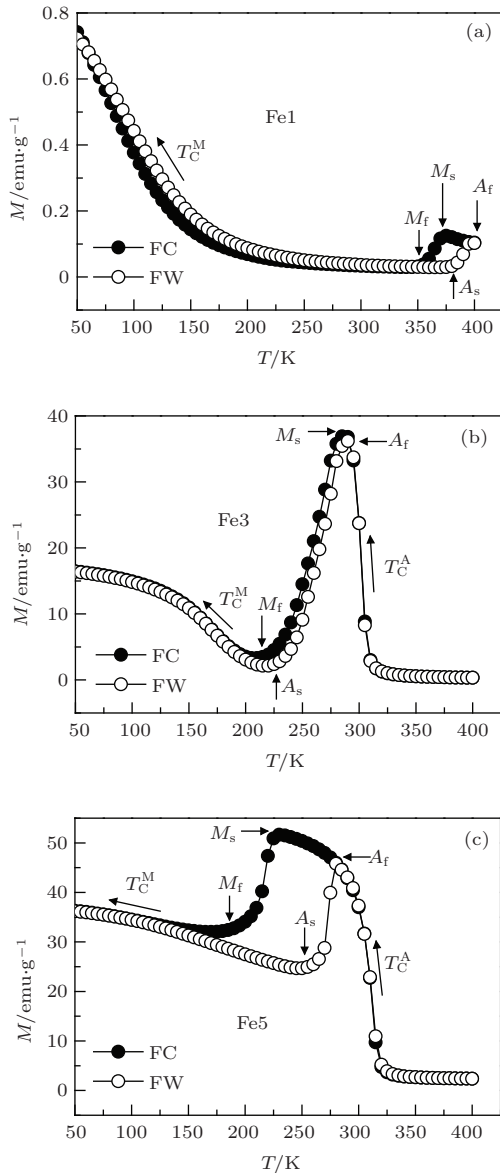 0.8
(a)
0.6
Fe1
M/emu·g⁻¹
0.4
T_C^M
M_s
0.2
M_f
A_f
FC
FW
0
A_s
50 100 150 200 250 300 350 400
T/K
40
(b)
M_s
A_f
30
Fe3
M/emu·g⁻¹
20
T_C^M
T_C^A
10
M_f
FC
FW
0
A_s
50 100 150 200 250 300 350 400
T/K
(c)
50
M_s
A_f
T_C^M
M_f
40
A_s
M/emu·g⁻¹
30
T_C^A
20
Fe5
10
FC
FW
0
50 100 150 200 250 300 350 400
T/K